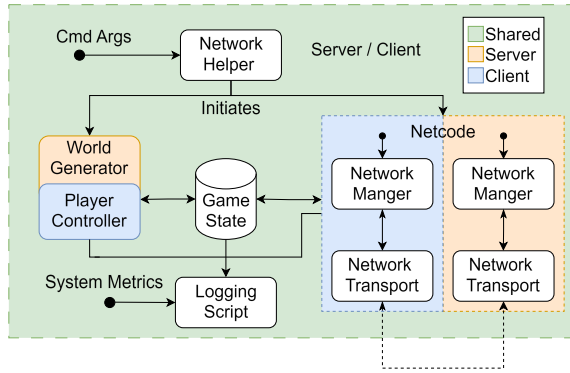 Cmd Args
Network
Helper
Server / Client
Shared
Server
Client
Initiates
Netcode
World
Generator
Player
Controller
Game
State
Network
Manger
Network
Manger
Network
Transport
Network
Transport
System Metrics
Logging
Script